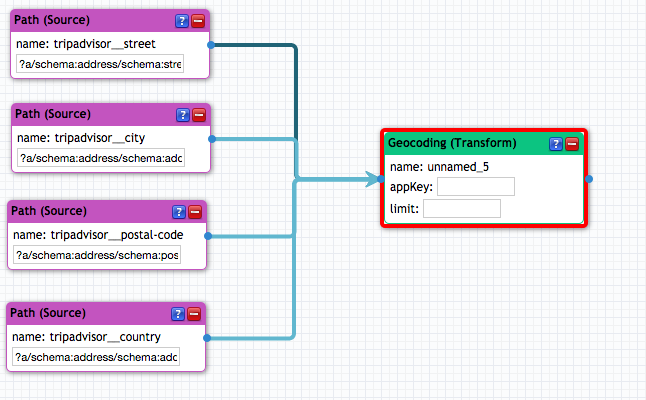 Path (Source) ?
name: tripadvisor__street
?a/schema:address/schema:stre
Path (Source) ?
name: tripadvisor__city
?a/schema:address/schema:adc
Path (Source) ?
name: tripadvisor__postal-code
?a/schema:address/schema:pos
Path (Source) ?
name: tripadvisor__country
?a/schema:address/schema:adc
Geocoding (Transform) ?
name: unnamed_5
appKey:
limit: